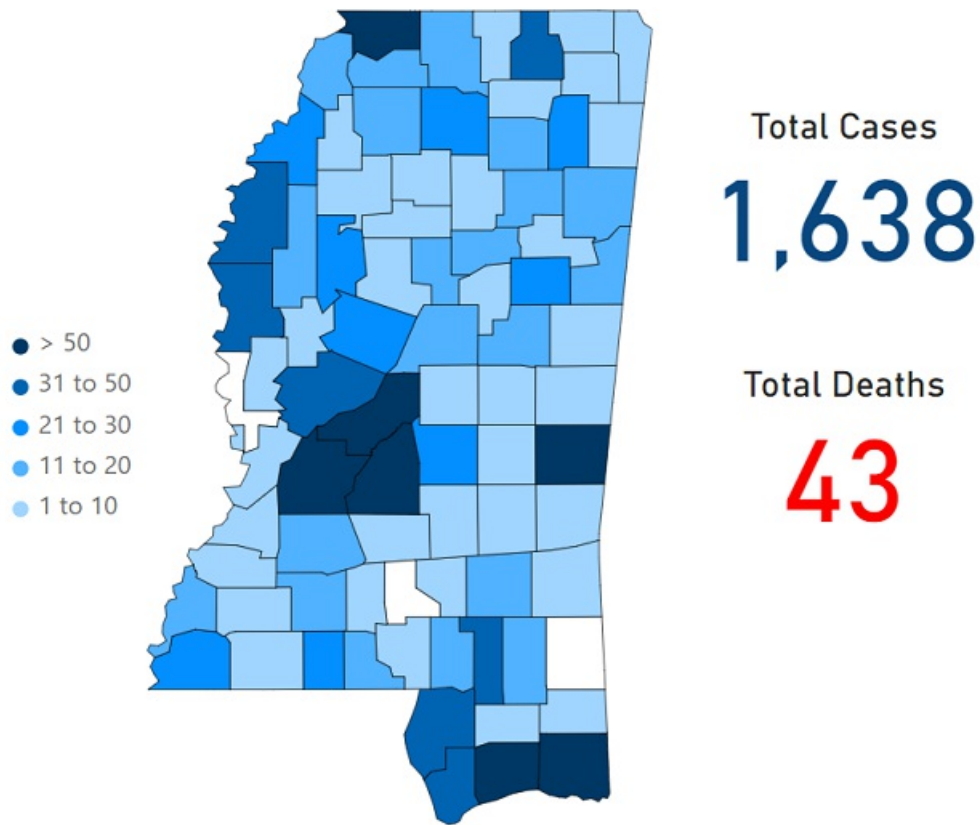 Total Cases
1,638
> 50
31 to 50
21 to 30
11 to 20
1 to 10
Total Deaths
43